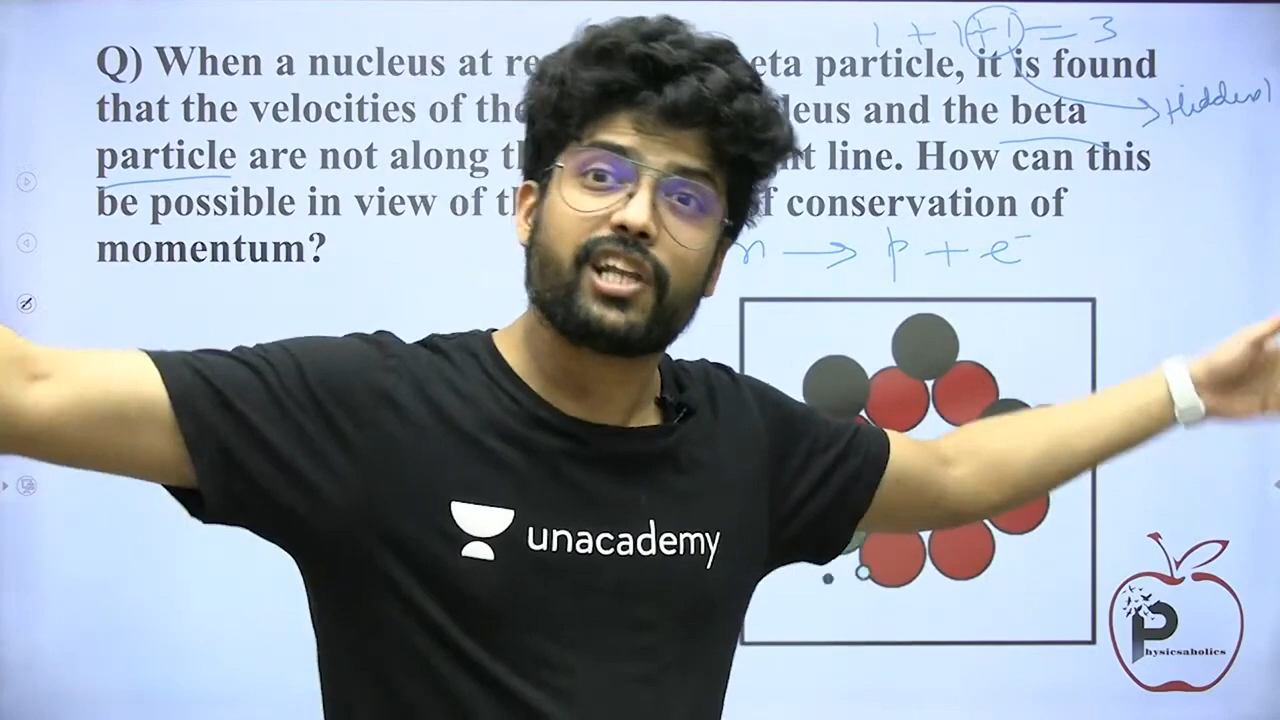 1 + 1 + 1 = 3
Q) When a nucleus at re eta particle, it is found
Hidden
that the velocities of the leus and the beta
particle are not along th nt line. How can this
be possible in view of th f conservation of
momentum?
n → p + e⁻
unacademy
Physicsaholics